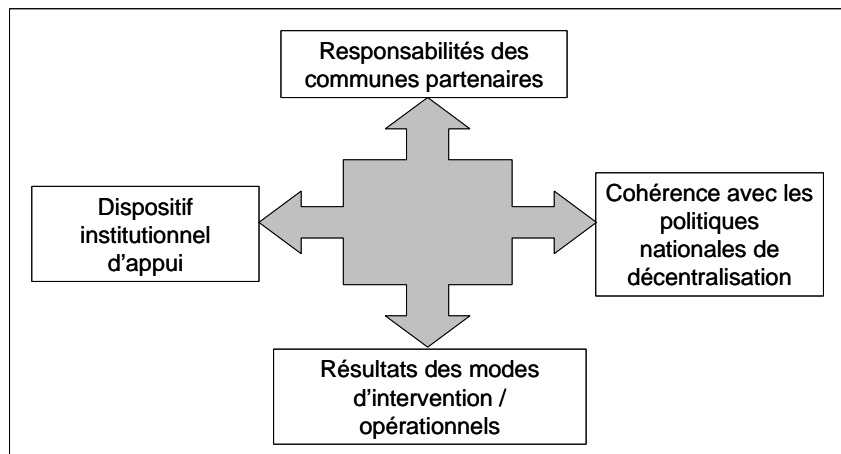 Responsabilités des
communes partenaires
Dispositif
institutionnel
d'appui
Cohérence avec les
politiques
nationales de
décentralisation
Résultats des modes
d'intervention /
opérationnels